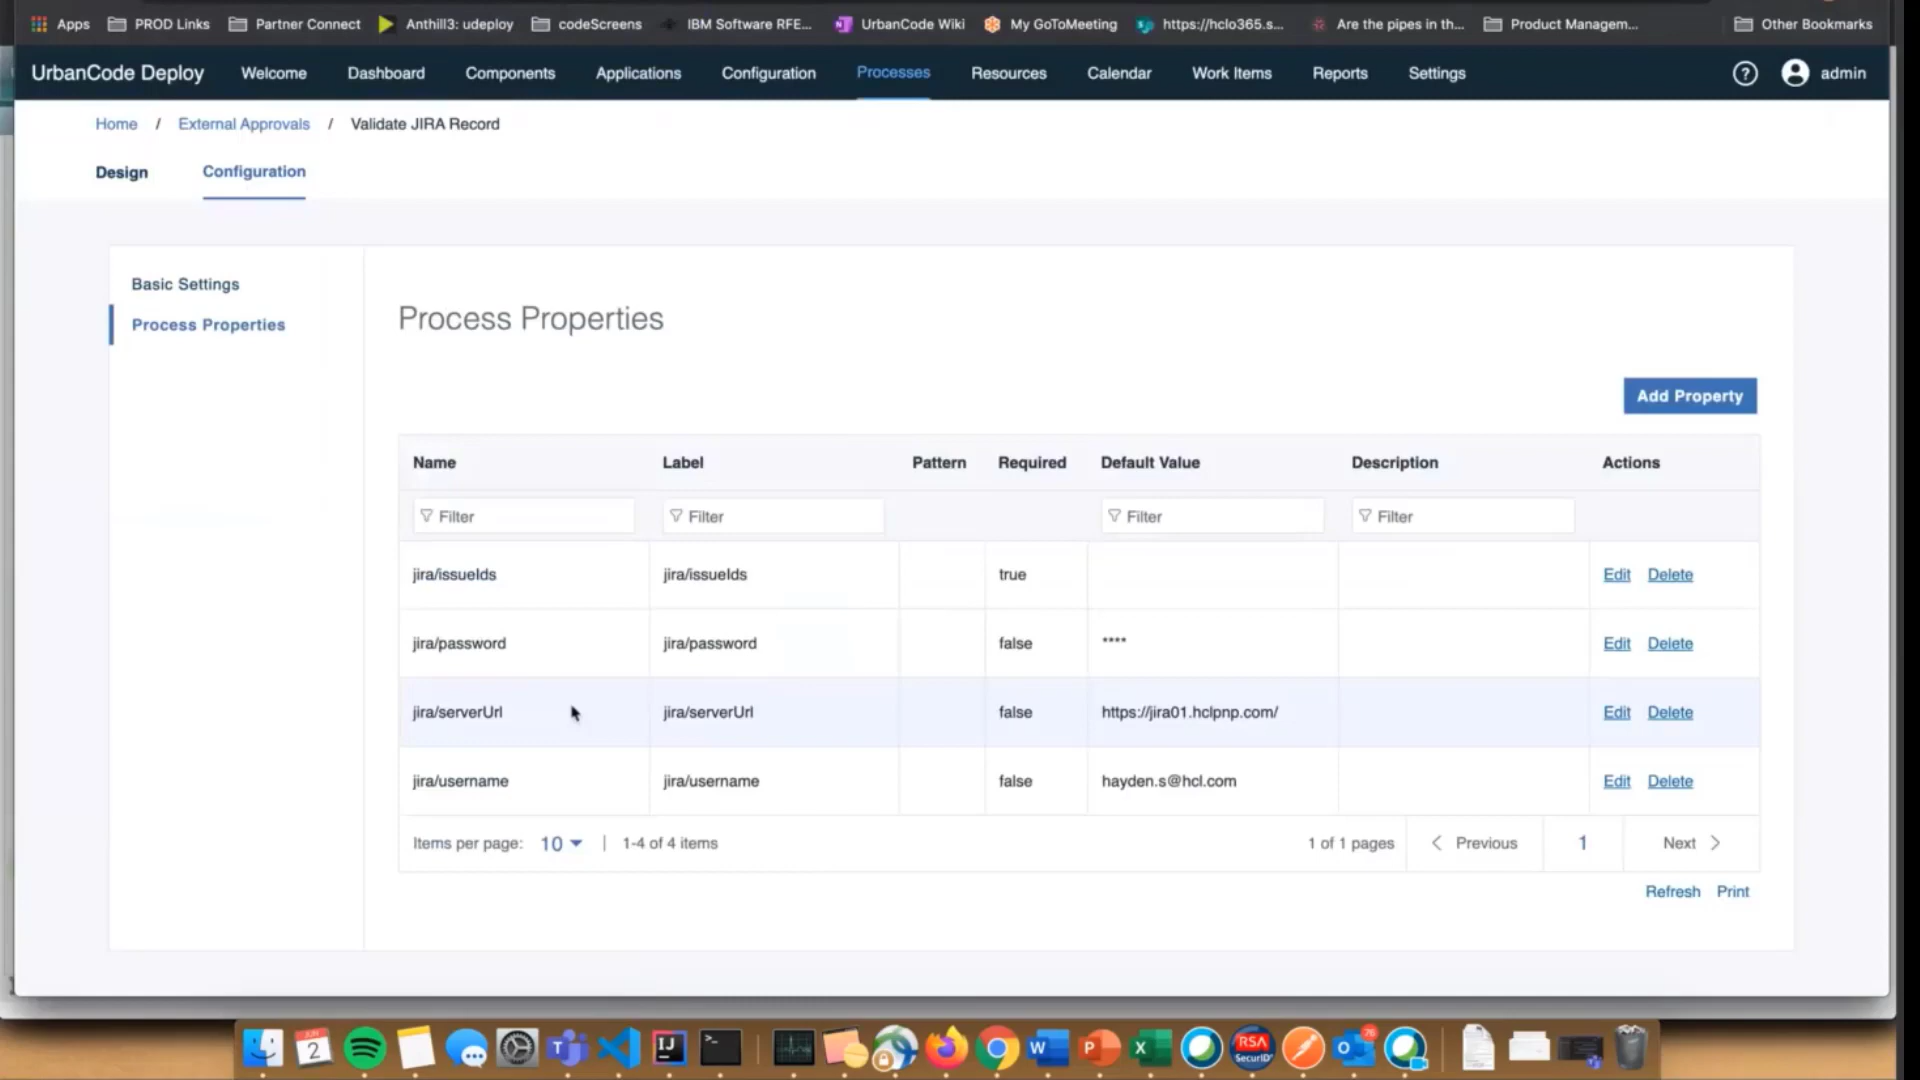 Apps PROD Links Partner Connect Anthill3: udeploy codeScreens IBM Software RFE... UrbanCode Wiki My GoToMeeting https://hclo365.s... Are the pipes in th... Product Managem... Other Bookmarks
UrbanCode Deploy Welcome Dashboard Components Applications Configuration Processes Resources Calendar Work Items Reports Settings ? admin
Home / External Approvals / Validate JIRA Record
Design Configuration
Basic Settings
Process Properties
Process Properties
Add Property
Name Label Pattern Required Default Value Description Actions
Filter Filter Filter Filter
jira/issueIds jira/issueIds true Edit Delete
jira/password jira/password false **** Edit Delete
jira/serverUrl jira/serverUrl false https://jira01.hclpnp.com/ Edit Delete
jira/username jira/username false hayden.s@hcl.com Edit Delete
Items per page: 10 | 1-4 of 4 items 1 of 1 pages Previous 1 Next
Refresh Print
JUN
2
T
IJ
>_
W
P
X
RSA
SecurID
O
76